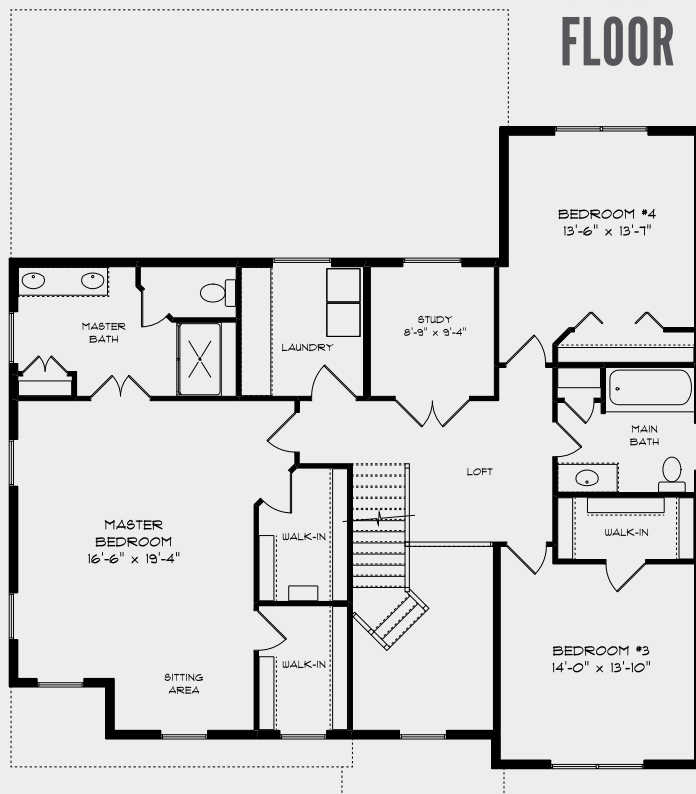 FLOOR
BEDROOM #4
13'-6" x 13'-7"
MASTER
BATH
LAUNDRY
STUDY
8'-9" x 9'-4"
MAIN
BATH
LOFT
MASTER
BEDROOM
16'-6" x 19'-4"
WALK-IN
WALK-IN
BEDROOM #3
14'-0" x 13'-10"
WALK-IN
SITTING
AREA